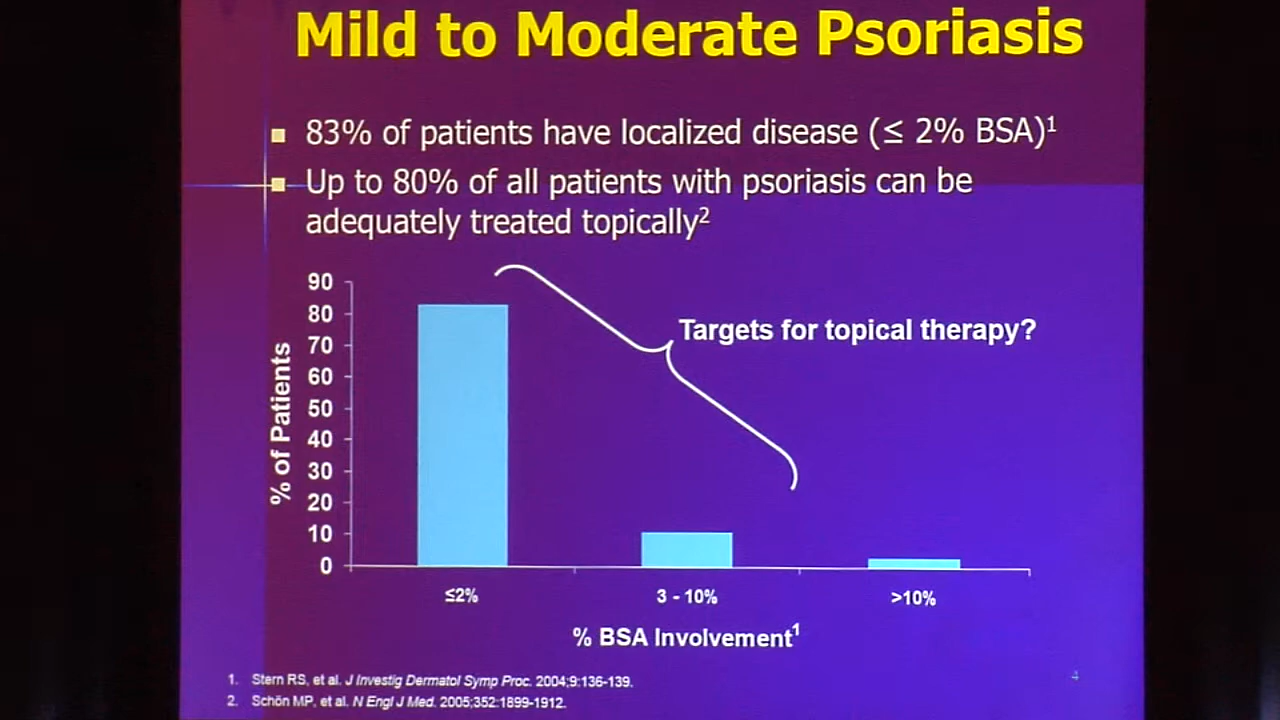 Mild to Moderate Psoriasis
83% of patients have localized disease (≤ 2% BSA)1
Up to 80% of all patients with psoriasis can be
adequately treated topically2
90
80
70
60
50
40
30
20
10
0
% of Patients
Targets for topical therapy?
≤2%
3 - 10%
>10%
% BSA Involvement1
1. Stern RS, et al. J Investig Dermatol Symp Proc. 2004;9:136-139.
2. Schön MP, et al. N Engl J Med. 2005;352:1899-1912.
4